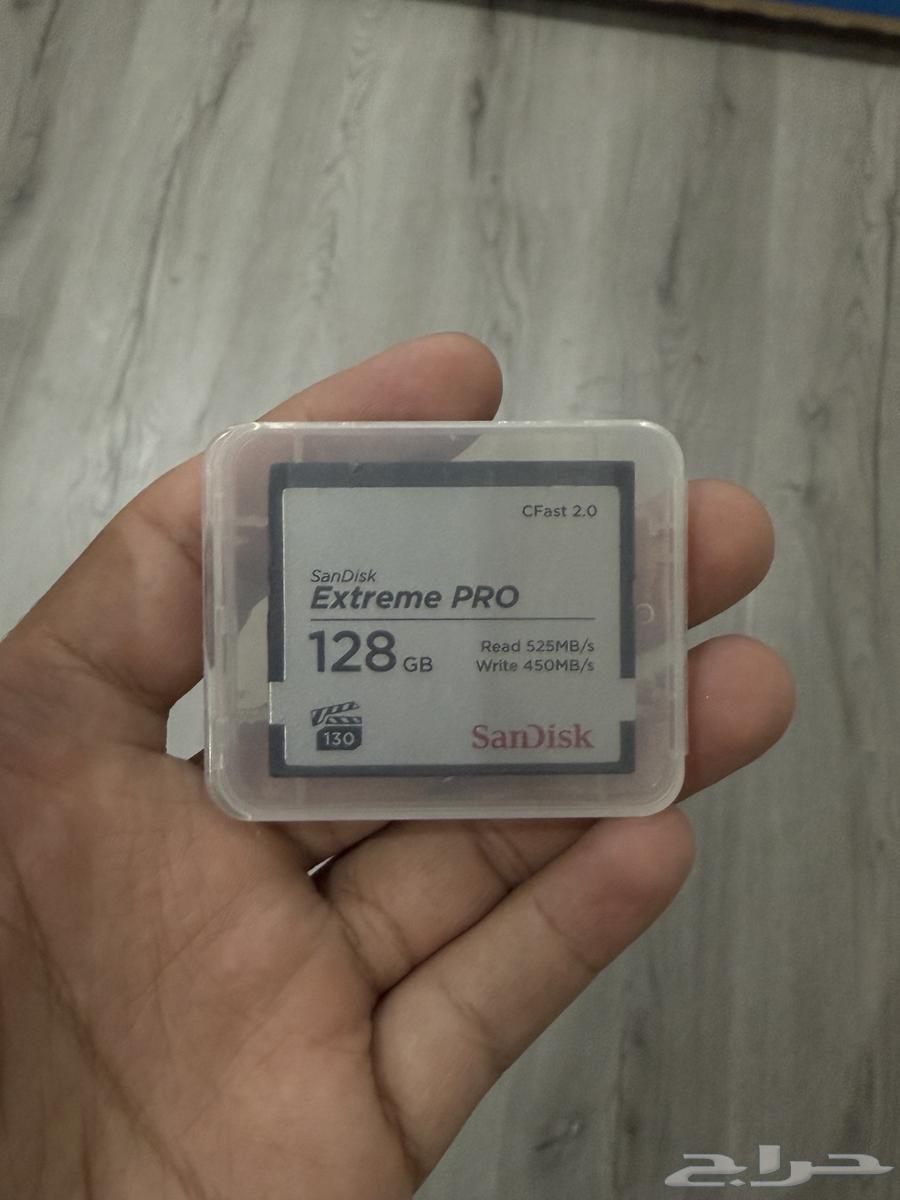 CFast 2.0
SanDisk
Extreme PRO
128 GB
Read 525MB/s
Write 450MB/s
130
SanDisk
حراج